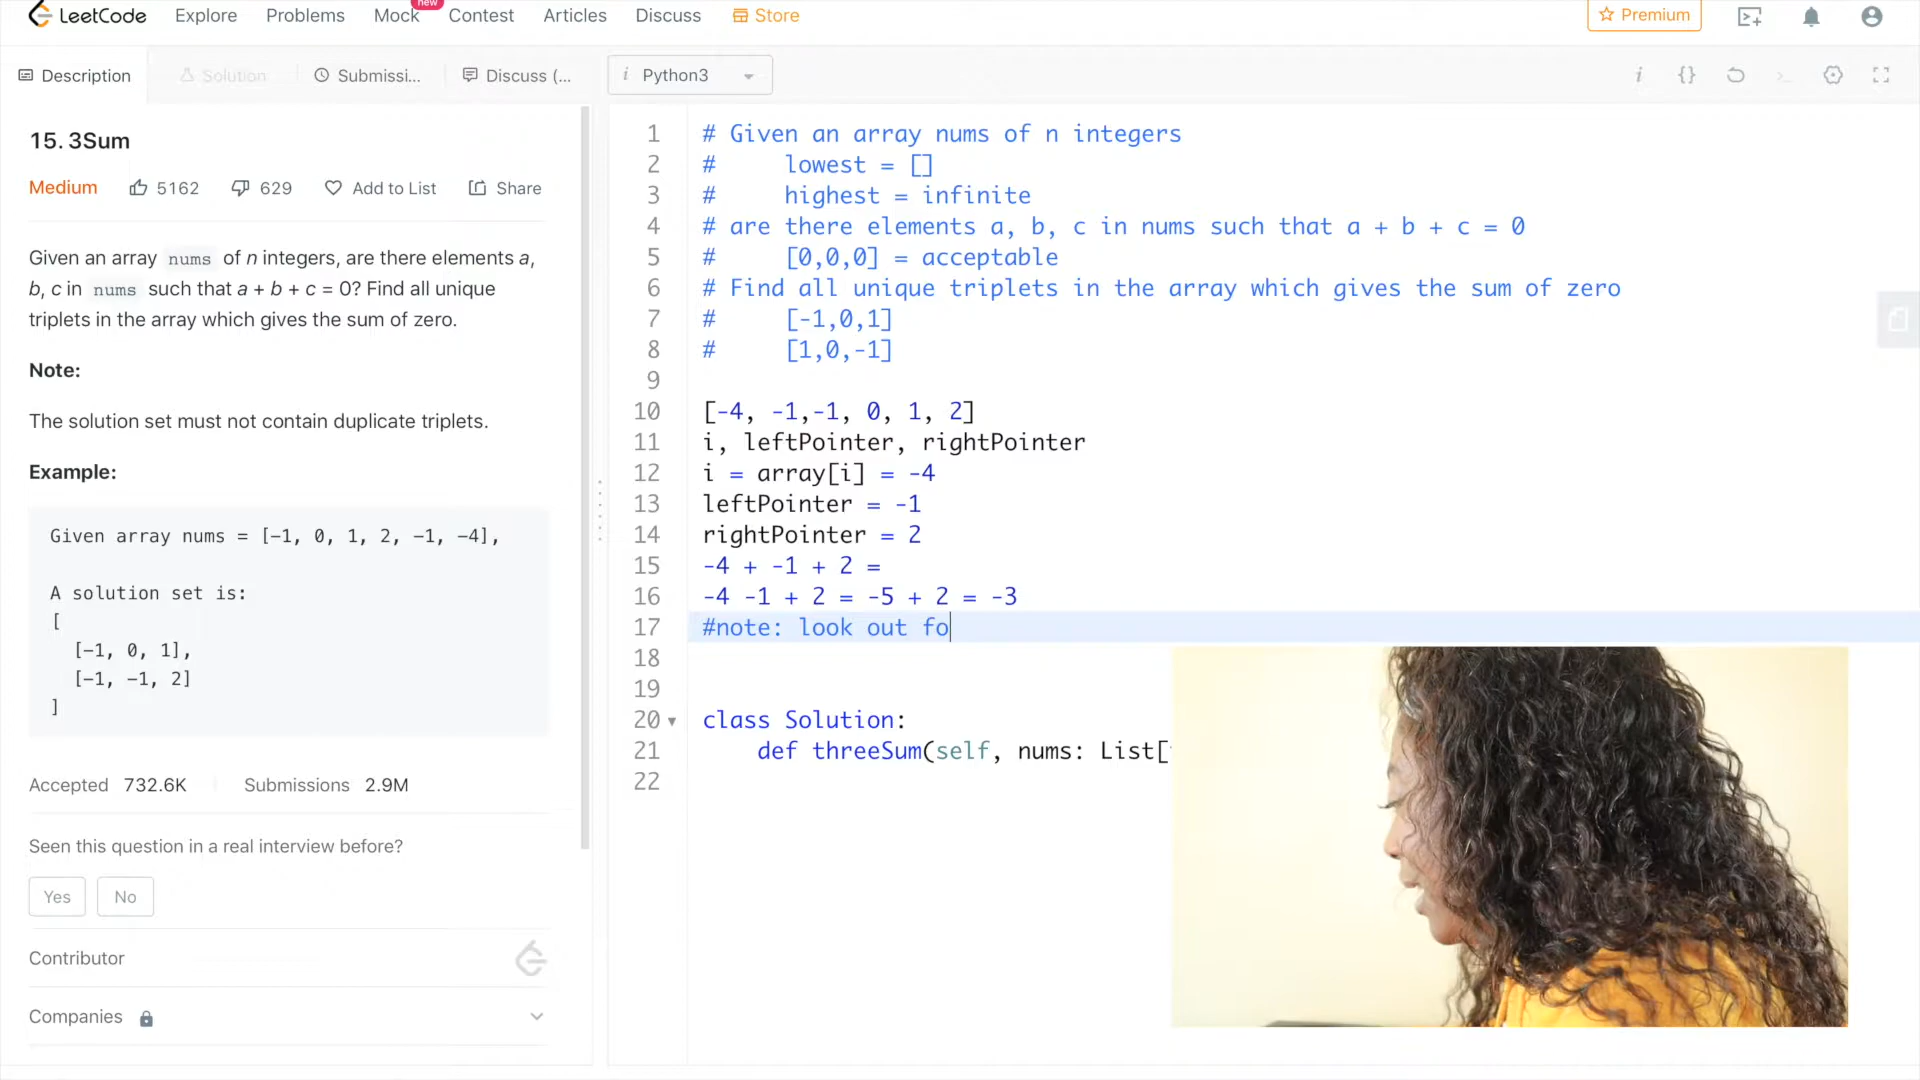 LeetCode Explore Problems Mock new Contest Articles Discuss Store Premium
Description Solution Submissi... Discuss (... i Python3
15. 3Sum
Medium 5162 629 Add to List Share
Given an array nums of n integers, are there elements a,
b, c in nums such that a + b + c = 0? Find all unique
triplets in the array which gives the sum of zero.
Note:
The solution set must not contain duplicate triplets.
Example:
Given array nums = [-1, 0, 1, 2, -1, -4],
A solution set is:
[
[-1, 0, 1],
[-1, -1, 2]
]
Accepted 732.6K Submissions 2.9M
Seen this question in a real interview before?
Yes No
Contributor
Companies
1 # Given an array nums of n integers
2 # lowest = []
3 # highest = infinite
4 # are there elements a, b, c in nums such that a + b + c = 0
5 # [0,0,0] = acceptable
6 # Find all unique triplets in the array which gives the sum of zero
7 # [-1,0,1]
8 # [1,0,-1]
9
10 [-4, -1,-1, 0, 1, 2]
11 i, leftPointer, rightPointer
12 i = array[i] = -4
13 leftPointer = -1
14 rightPointer = 2
15 -4 + -1 + 2 =
16 -4 -1 + 2 = -5 + 2 = -3
17 #note: look out fo
18
19
20 class Solution:
21 def threeSum(self, nums: List[
22